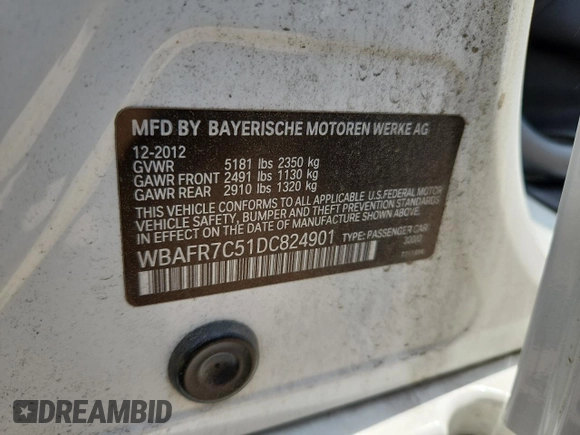 MFD BY BAYERISCHE MOTOREN WERKE AG
12-2012
GVWR 5181 lbs 2350 kg
GAWR FRONT 2491 lbs 1130 kg
GAWR REAR 2910 lbs 1320 kg
THIS VEHICLE CONFORMS TO ALL APPLICABLE U.S.FEDERAL MOTOR
VEHICLE SAFETY, BUMPER AND THEFT PREVENTION STANDARDS
IN EFFECT ON THE DATE OF MANUFACTURE SHOWN ABOVE.
WBAFR7C51DC824901 TYPE: PASSENGER CAR
DREAMBID